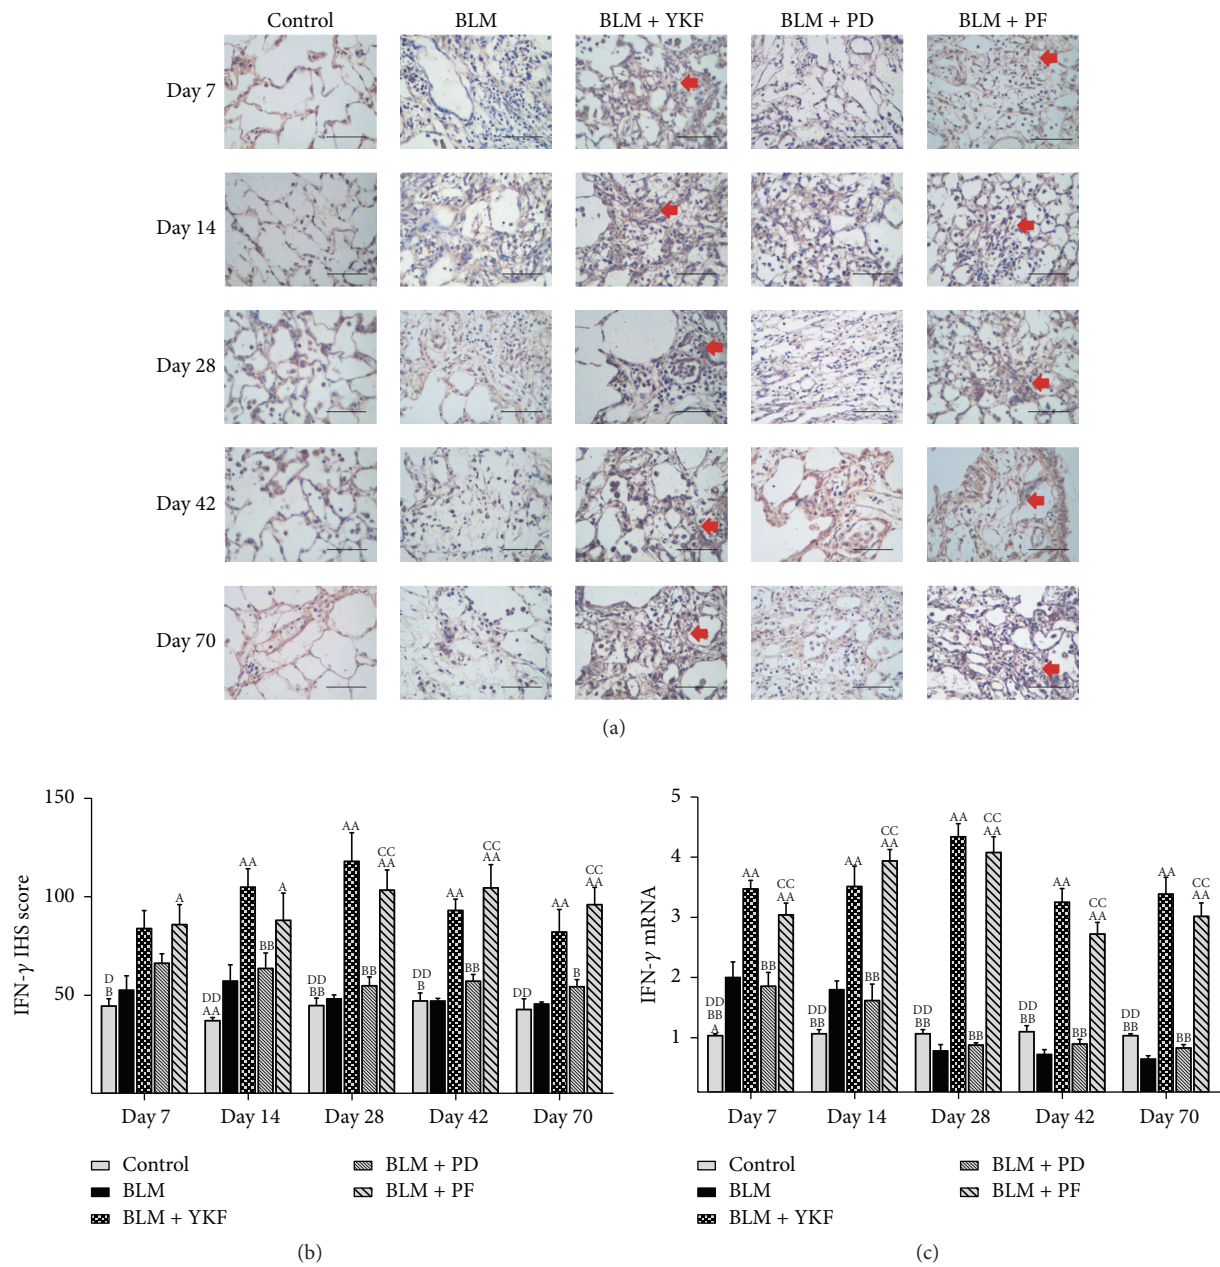 Control BLM BLM + YKF BLM + PD BLM + PF
Day 7
Day 14
Day 28
Day 42
Day 70
(a)
150
100
50
IFN-γ IHS score
D
B
A
DD
AA
AA
BB
A
DD
BB
AA
BB
CC
AA
DD
B
AA
BB
CC
AA
DD
AA
B
CC
AA
Day 7 Day 14 Day 28 Day 42 Day 70
Control
BLM
BLM + YKF
BLM + PD
BLM + PF
(b)
5
4
3
2
1
IFN-γ mRNA
DD
BB
A
AA
BB
CC
AA
DD
BB
AA
BB
CC
AA
DD
BB
AA
BB
CC
AA
DD
BB
AA
BB
CC
AA
DD
BB
AA
BB
CC
AA
Day 7 Day 14 Day 28 Day 42 Day 70
Control
BLM
BLM + YKF
BLM + PD
BLM + PF
(c)